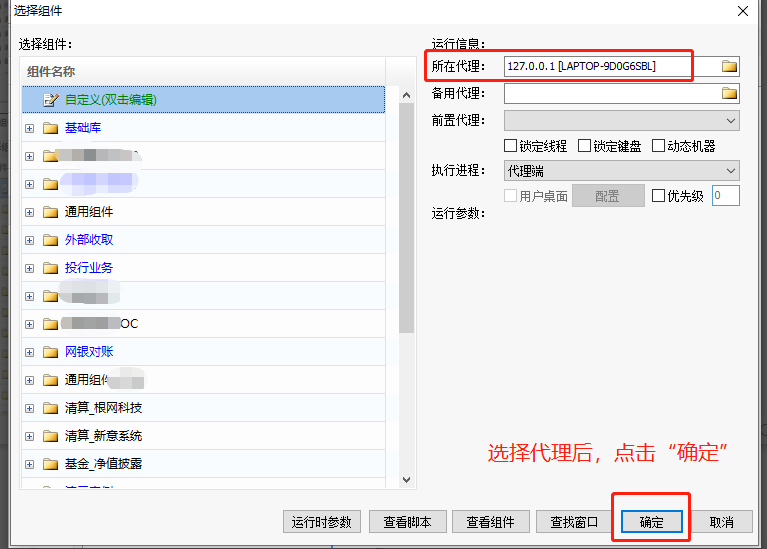 选择组件
选择组件：
组件名称
自定义(双击编辑)
基础库
通用组件
外部收取
投行业务
OC
网银对账
通用组件
清算_根网科技
清算_新意系统
基金_净值披露
运行信息：
所在代理：
127.0.0.1 [LAPTOP-9D0G6SBL]
备用代理：
前置代理：
锁定线程
锁定键盘
动态机器
执行进程：
代理端
用户桌面
配置
优先级
0
运行参数：
选择代理后，点击“确定”
运行时参数
查看脚本
查看组件
查找窗口
确定
取消